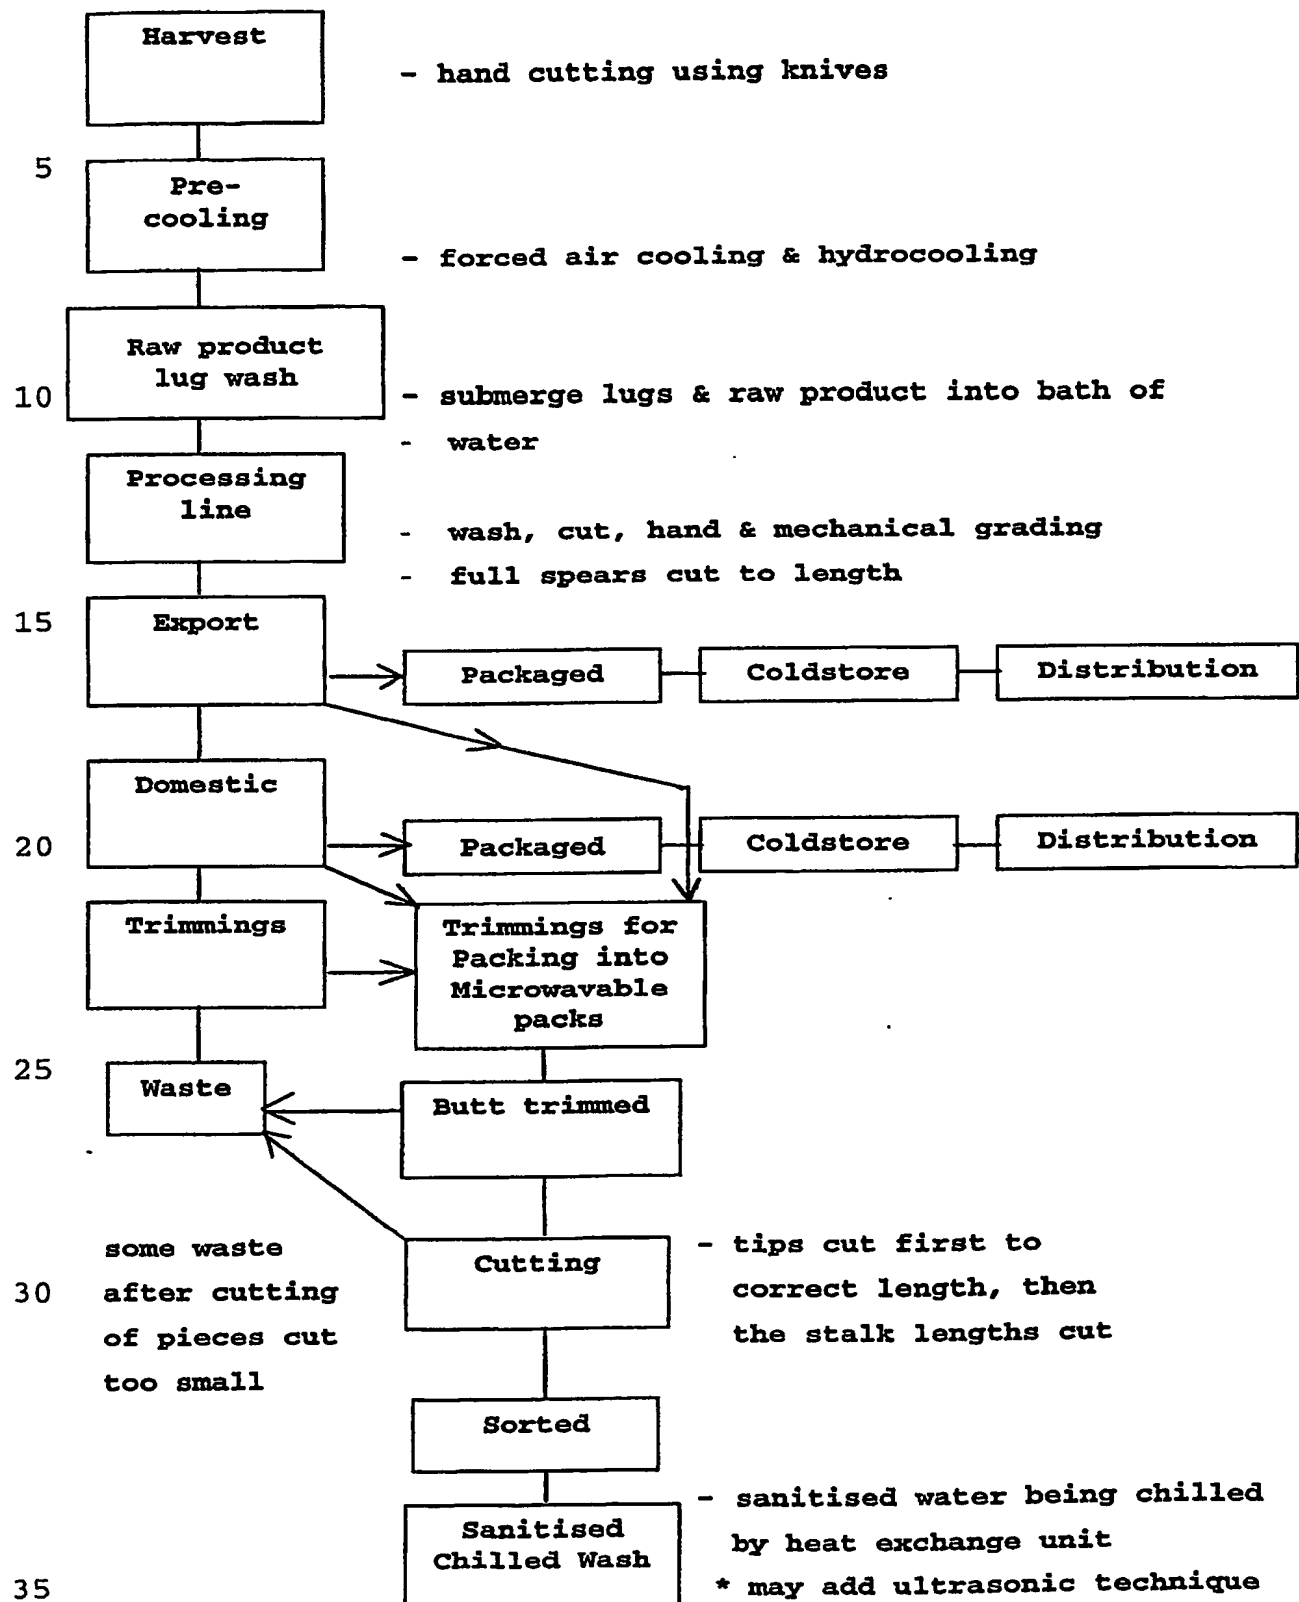 Harvest
- hand cutting using knives
5
Pre-
cooling
- forced air cooling & hydrocooling
Raw product
lug wash
10
- submerge lugs & raw product into bath of
- water
Processing
line
- wash, cut, hand & mechanical grading
- full spears cut to length
15
Export
Packaged
Coldstore
Distribution
Domestic
20
Packaged
Coldstore
Distribution
Trimmings
Trimmings for
Packing into
Microwavable
packs
25
Waste
Butt trimmed
some waste
30 after cutting
of pieces cut
too small
Cutting
- tips cut first to
correct length, then
the stalk lengths cut
Sorted
Sanitised
Chilled Wash
- sanitised water being chilled
by heat exchange unit
35
* may add ultrasonic technique